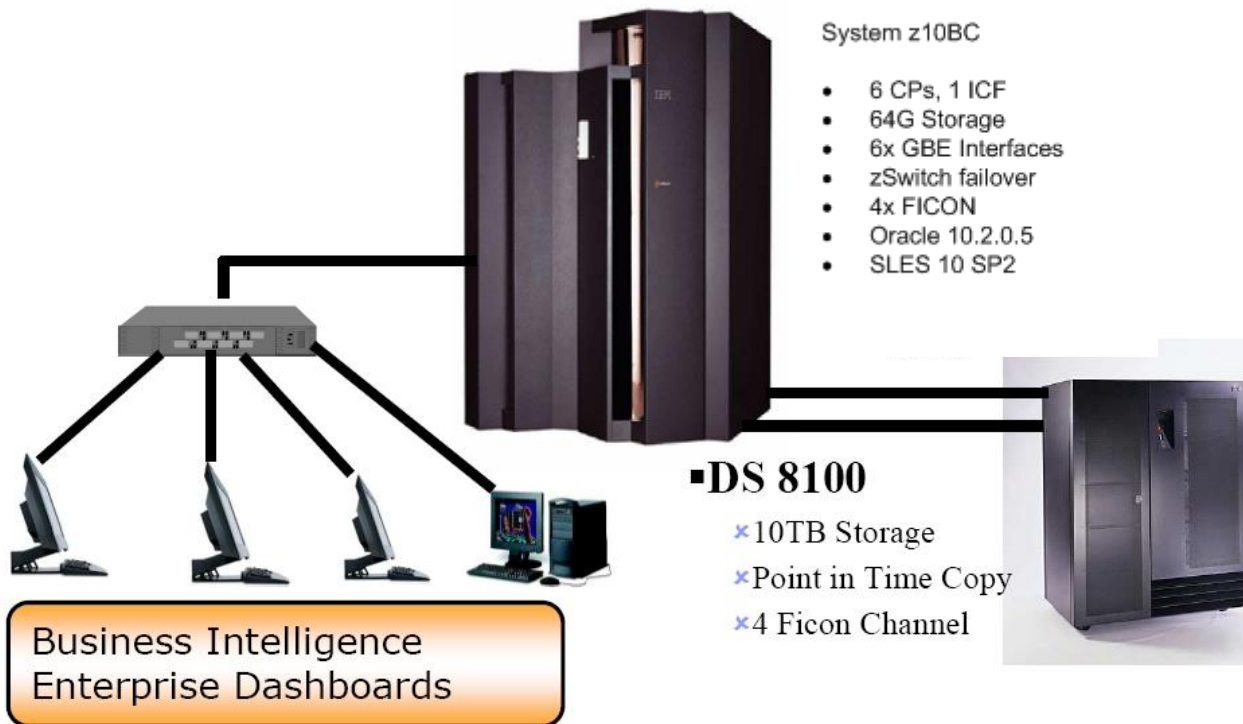 System z10BC
• 6 CPs, 1 ICF
• 64G Storage
• 6x GBE Interfaces
• zSwitch failover
• 4x FICON
• Oracle 10.2.0.5
• SLES 10 SP2
IBM
▪DS 8100
×10TB Storage
×Point in Time Copy
×4 Ficon Channel
Business Intelligence
Enterprise Dashboards